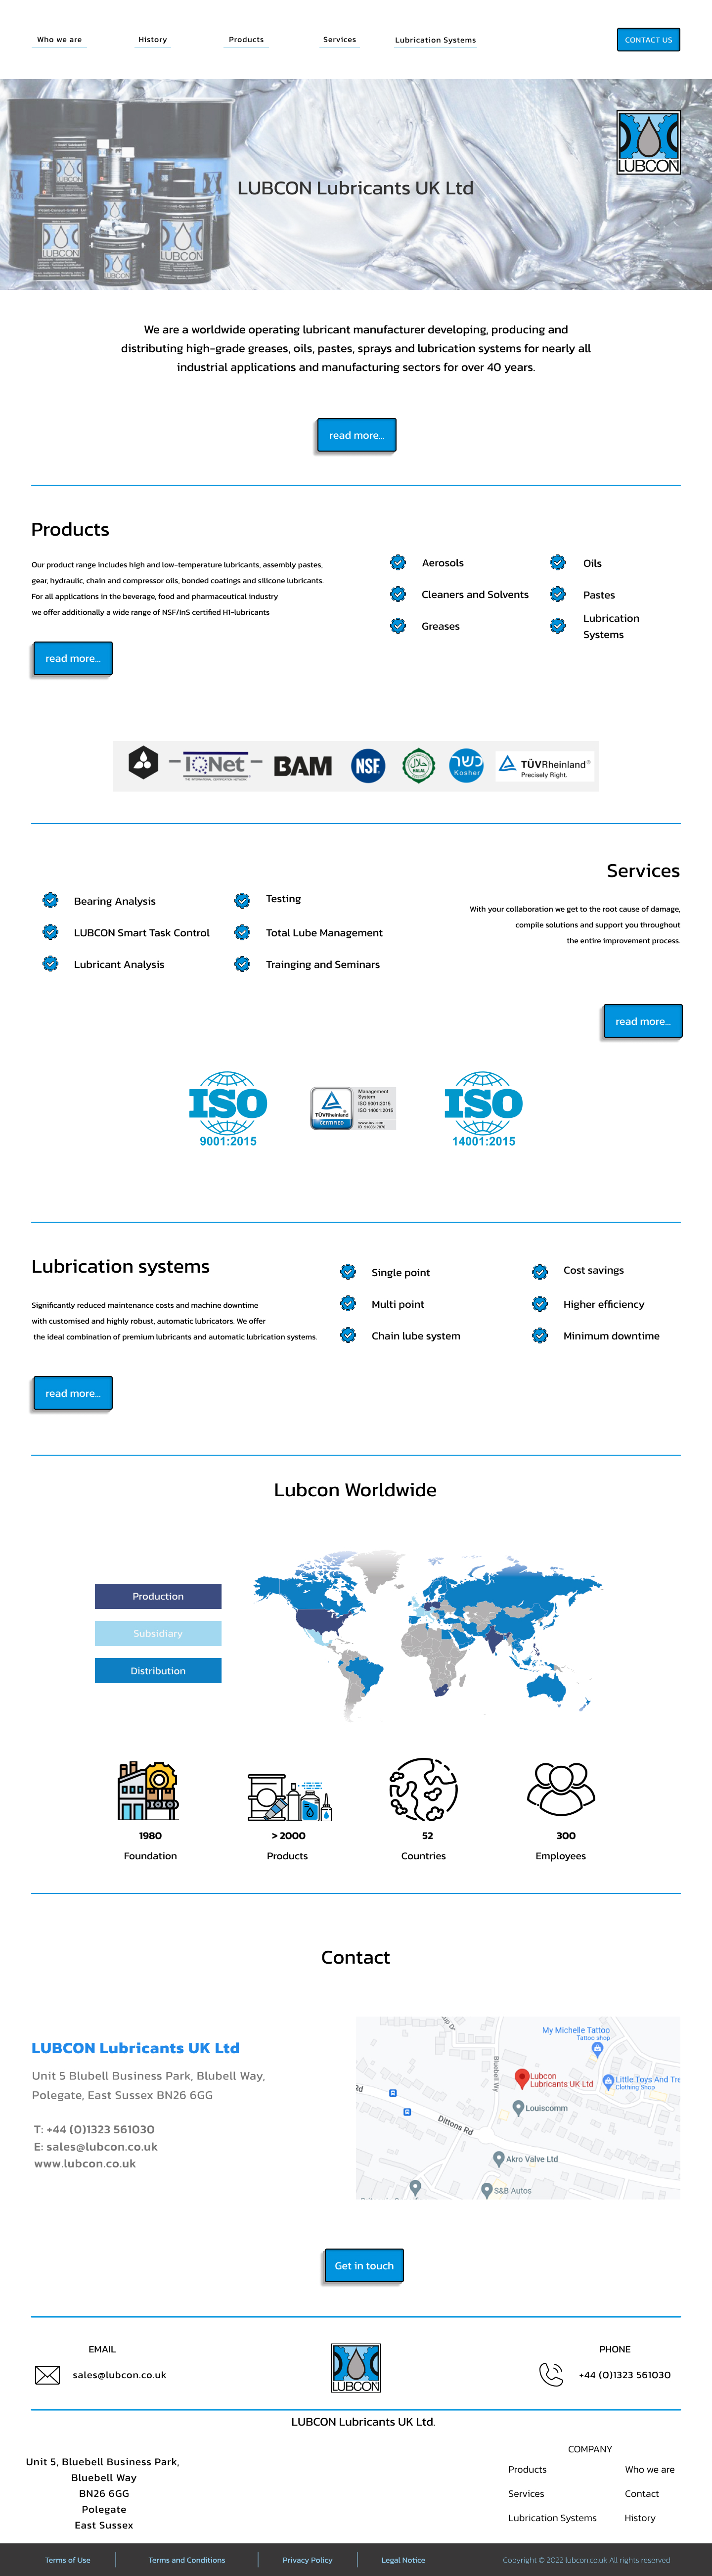 Who we are
History
Products
Services
Lubrication Systems
CONTACT US
LUBCON Lubricants UK Ltd
LUBCON
LUBCON
LUBCON
LUBCON
LUBCON
We are a worldwide operating lubricant manufacturer developing, producing and
distributing high-grade greases, oils, pastes, sprays and lubrication systems for nearly all
industrial applications and manufacturing sectors for over 40 years.
read more...
Products
Our product range includes high and low-temperature lubricants, assembly pastes,
gear, hydraulic, chain and compressor oils, bonded coatings and silicone lubricants.
For all applications in the beverage, food and pharmaceutical industry
we offer additionally a wide range of NSF/InS certified H1-lubricants
read more...
Aerosols
Cleaners and Solvents
Greases
Oils
Pastes
Lubrication
Systems
IQNet
THE INTERNATIONAL CERTIFICATION NETWORK
BAM
NSF
حلال
HALAL
כשר
Kosher
TÜVRheinland®
Precisely Right.
Services
With your collaboration we get to the root cause of damage,
compile solutions and support you throughout
the entire improvement process.
read more...
Bearing Analysis
LUBCON Smart Task Control
Lubricant Analysis
Testing
Total Lube Management
Trainging and Seminars
ISO
9001:2015
TÜVRheinland
CERTIFIED
Management
System
ISO 9001:2015
ISO 14001:2015
www.tuv.com
ISO
14001:2015
Lubrication systems
Significantly reduced maintenance costs and machine downtime
with customised and highly robust, automatic lubricators. We offer
the ideal combination of premium lubricants and automatic lubrication systems.
read more...
Single point
Multi point
Chain lube system
Cost savings
Higher efficiency
Minimum downtime
Lubcon Worldwide
Production
Subsidiary
Distribution
1980
Foundation
> 2000
Products
52
Countries
300
Employees
Contact
LUBCON Lubricants UK Ltd
Unit 5 Blubell Business Park, Blubell Way,
Polegate, East Sussex BN26 6GG
T: +44 (0)1323 561030
E: sales@lubcon.co.uk
www.lubcon.co.uk
My Michelle Tattoo
Tattoo shop
Bluebell Wy
Lubcon
Lubricants UK Ltd
Little Toys And Tre
Clothing Shop
Rd
Louiscomm
Dittons Rd
Akro Valve Ltd
S&B Autos
Get in touch
EMAIL
sales@lubcon.co.uk
LUBCON
PHONE
+44 (0)1323 561030
LUBCON Lubricants UK Ltd.
Unit 5, Bluebell Business Park,
Bluebell Way
BN26 6GG
Polegate
East Sussex
COMPANY
Products
Who we are
Services
Contact
Lubrication Systems
History
Terms of Use
Terms and Conditions
Privacy Policy
Legal Notice
Copyright © 2022 lubcon.co.uk All rights reserved